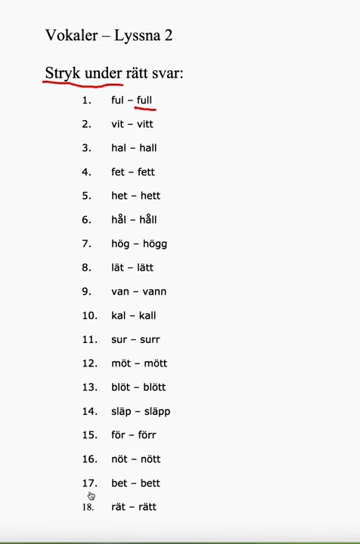 Vokaler – Lyssna 2
Stryk under rätt svar:
1. ful – full
2. vit – vitt
3. hal – hall
4. fet – fett
5. het – hett
6. hål – håll
7. hög – högg
8. lät – lätt
9. van – vann
10. kal – kall
11. sur – surr
12. möt – mött
13. blöt – blött
14. släp – släpp
15. för – förr
16. nöt – nött
17. bet – bett
18. rät – rätt